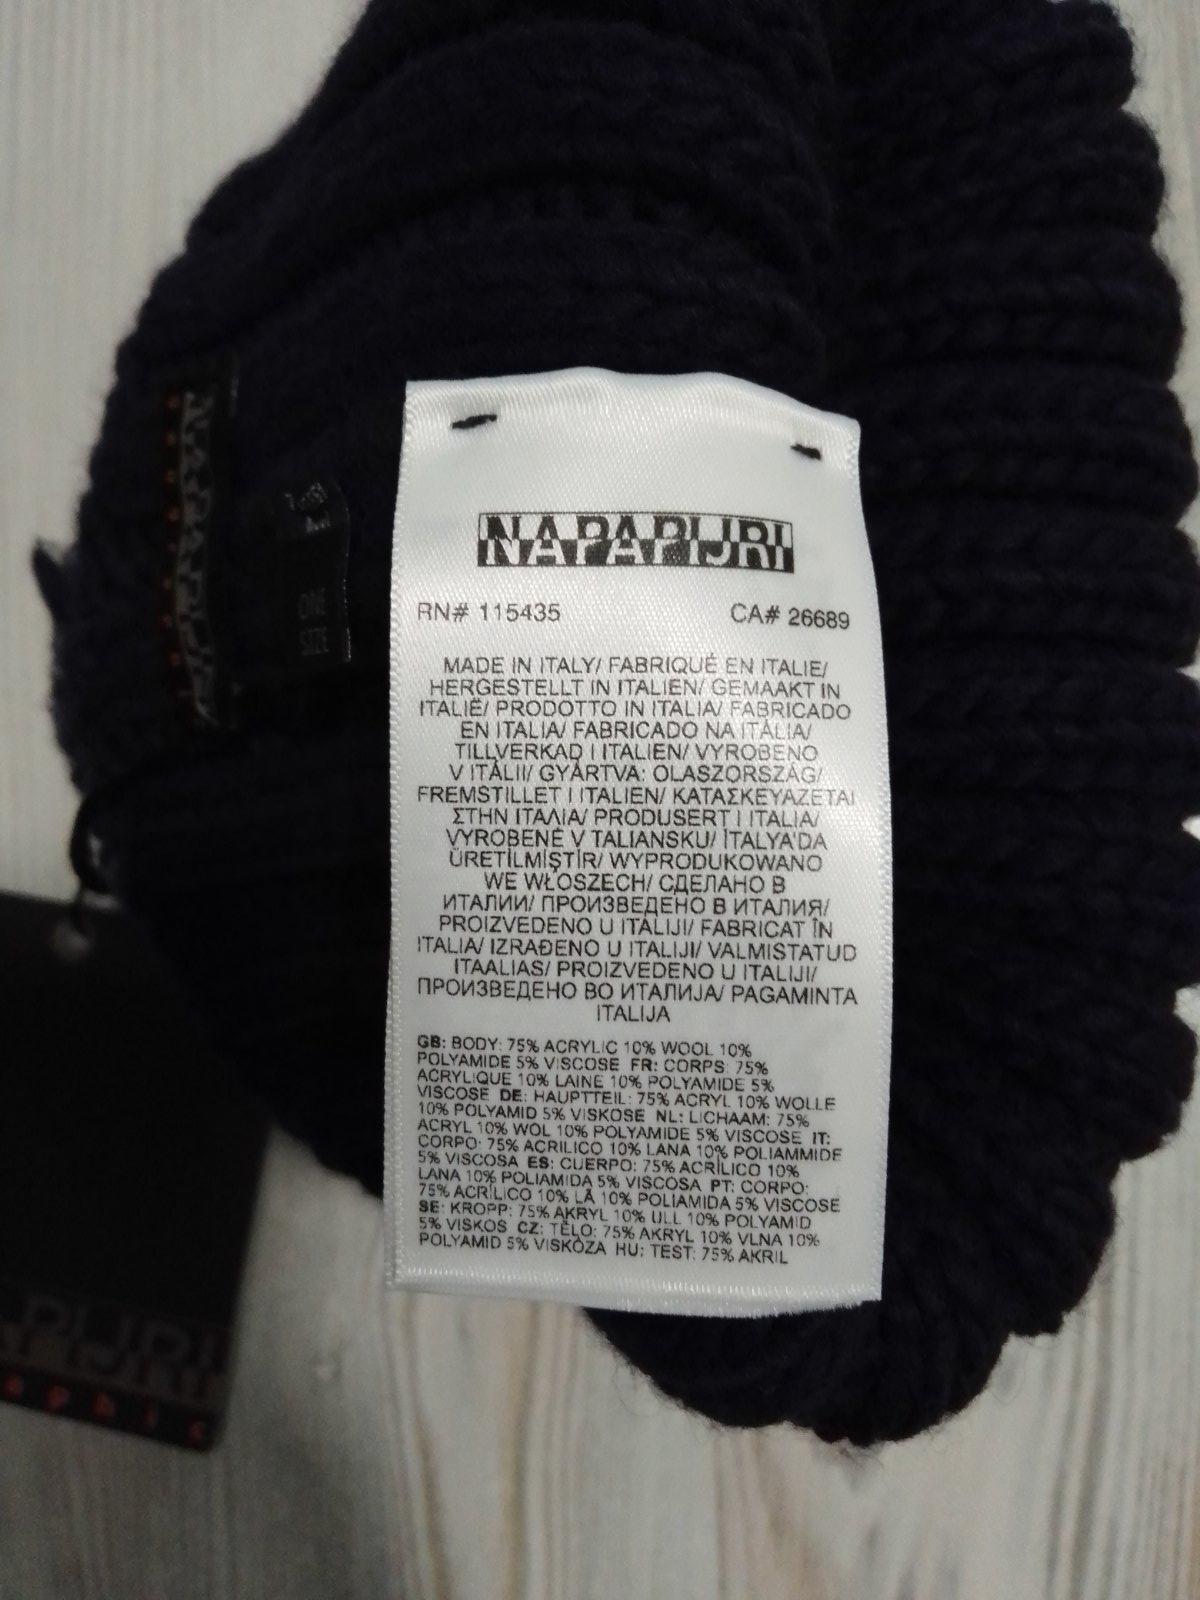 NAPAPIJRI
RN# 115435 CA# 26689
MADE IN ITALY/ FABRIQUÉ EN ITALIE/
HERGESTELLT IN ITALIEN/ GEMAAKT IN
ITALIË/ PRODOTTO IN ITALIA/ FABRICADO
EN ITALIA/ FABRICADO NA ITÁLIA/
TILLVERKAD I ITALIEN/ VYROBENO
V ITÁLII/ GYÁRTVA: OLASZORSZÁG/
FREMSTILLET I ITALIEN/ ΚΑΤΑΣΚΕΥΑΖΕΤΑΙ
ΣΤΗΝ ΙΤΑΛΙΑ/ PRODUSERT I ITALIA/
VYROBENÉ V TALIANSKU/ İTALYA'DA
ÜRETİLMİŞTİR/ WYPRODUKOWANO
WE WŁOSZECH/ СДЕЛАНО В
ИТАЛИИ/ ПРОИЗВЕДЕНО В ИТАЛИЯ/
PROIZVEDENO U ITALIJI/ FABRICAT ÎN
ITALIA/ IZRAĐENO U ITALIJI/ VALMISTATUD
ITAALIAS/ PROIZVEDENO U ITALIJI/
ПРОИЗВЕДЕНО ВО ИТАЛИЈА/ PAGAMINTA
ITALIJA
GB: BODY: 75% ACRYLIC 10% WOOL 10%
POLYAMIDE 5% VISCOSE FR: CORPS: 75%
ACRYLIQUE 10% LAINE 10% POLYAMIDE 5%
VISCOSE DE: HAUPTTEIL: 75% ACRYL 10% WOLLE
10% POLYAMID 5% VISKOSE NL: LICHAAM: 75%
ACRYL 10% WOL 10% POLYAMIDE 5% VISCOSE IT:
CORPO: 75% ACRILICO 10% LANA 10% POLIAMMIDE
5% VISCOSA ES: CUERPO: 75% ACRÍLICO 10%
LANA 10% POLIAMIDA 5% VISCOSA PT: CORPO:
75% ACRÍLICO 10% LÃ 10% POLIAMIDA 5% VISCOSE
SE: KROPP: 75% AKRYL 10% ULL 10% POLYAMID
5% VISKOS CZ: TĚLO: 75% AKRYL 10% VLNA 10%
POLYAMID 5% VISKÓZA HU: TEST: 75% AKRIL
NAPAPIJRI
ONE
SIZE